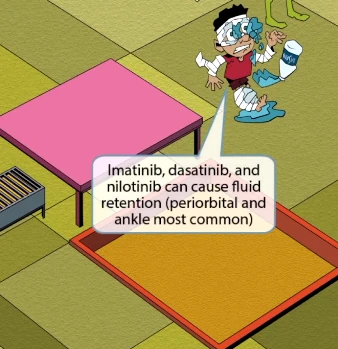 Imatinib, dasatinib, and
nilotinib can cause fluid
retention (periorbital and
ankle most common)